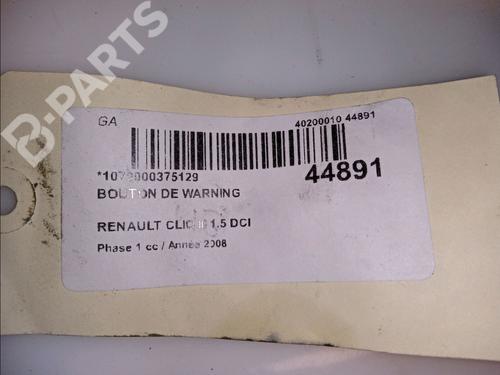 B-PARTS
GA
40200010 44891
*1072000375129
44891
BOUTON DE WARNING
RENAULT CLIO III 1.5 DCI
Phase 1 cc / Année 2008